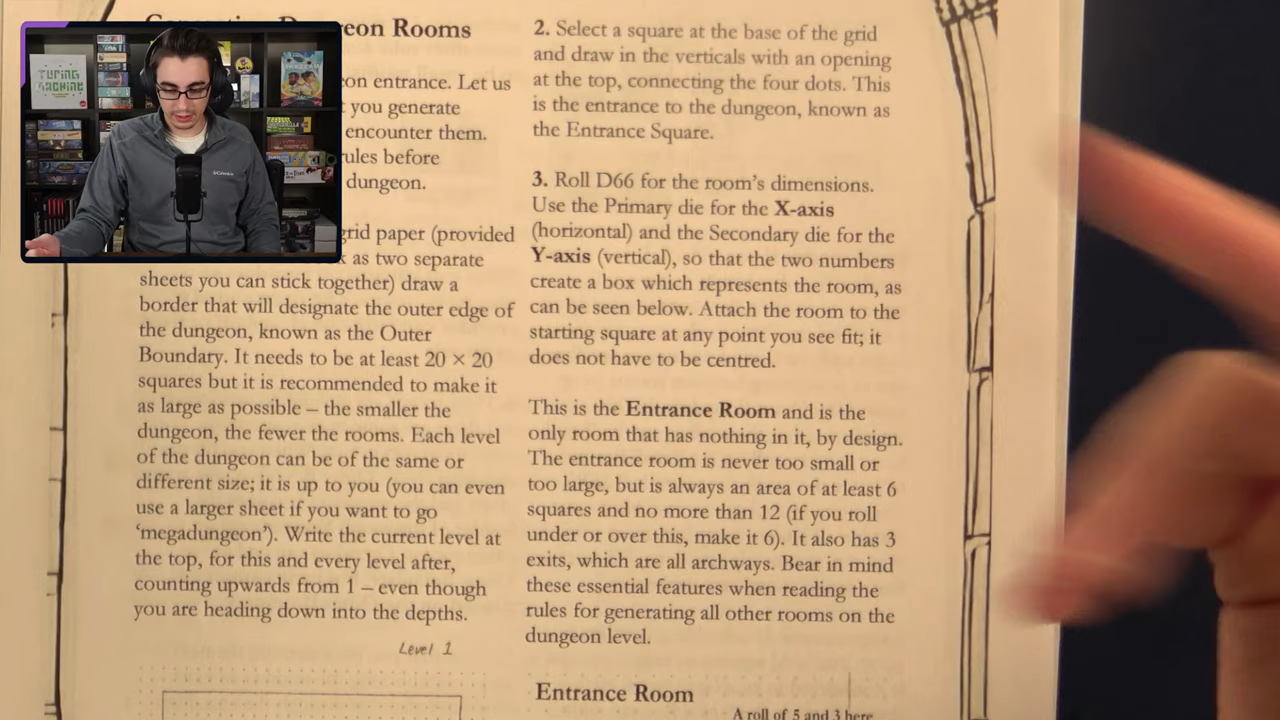 TURING
MACHINE
Columbia
Dungeon Rooms
eon entrance. Let us
you generate
encounter them.
rules before
dungeon.
grid paper (provided
as two separate
sheets you can stick together) draw a
border that will designate the outer edge of
the dungeon, known as the Outer
Boundary. It needs to be at least 20 × 20
squares but it is recommended to make it
as large as possible – the smaller the
dungeon, the fewer the rooms. Each level
of the dungeon can be of the same or
different size; it is up to you (you can even
use a larger sheet if you want to go
‘megadungeon’). Write the current level at
the top, for this and every level after,
counting upwards from 1 – even though
you are heading down into the depths.
Level 1
2. Select a square at the base of the grid
and draw in the verticals with an opening
at the top, connecting the four dots. This
is the entrance to the dungeon, known as
the Entrance Square.
3. Roll D66 for the room’s dimensions.
Use the Primary die for the X-axis
(horizontal) and the Secondary die for the
Y-axis (vertical), so that the two numbers
create a box which represents the room, as
can be seen below. Attach the room to the
starting square at any point you see fit; it
does not have to be centred.
This is the Entrance Room and is the
only room that has nothing in it, by design.
The entrance room is never too small or
too large, but is always an area of at least 6
squares and no more than 12 (if you roll
under or over this, make it 6). It also has 3
exits, which are all archways. Bear in mind
these essential features when reading the
rules for generating all other rooms on the
dungeon level.
Entrance Room
A roll of 5 and 3 here